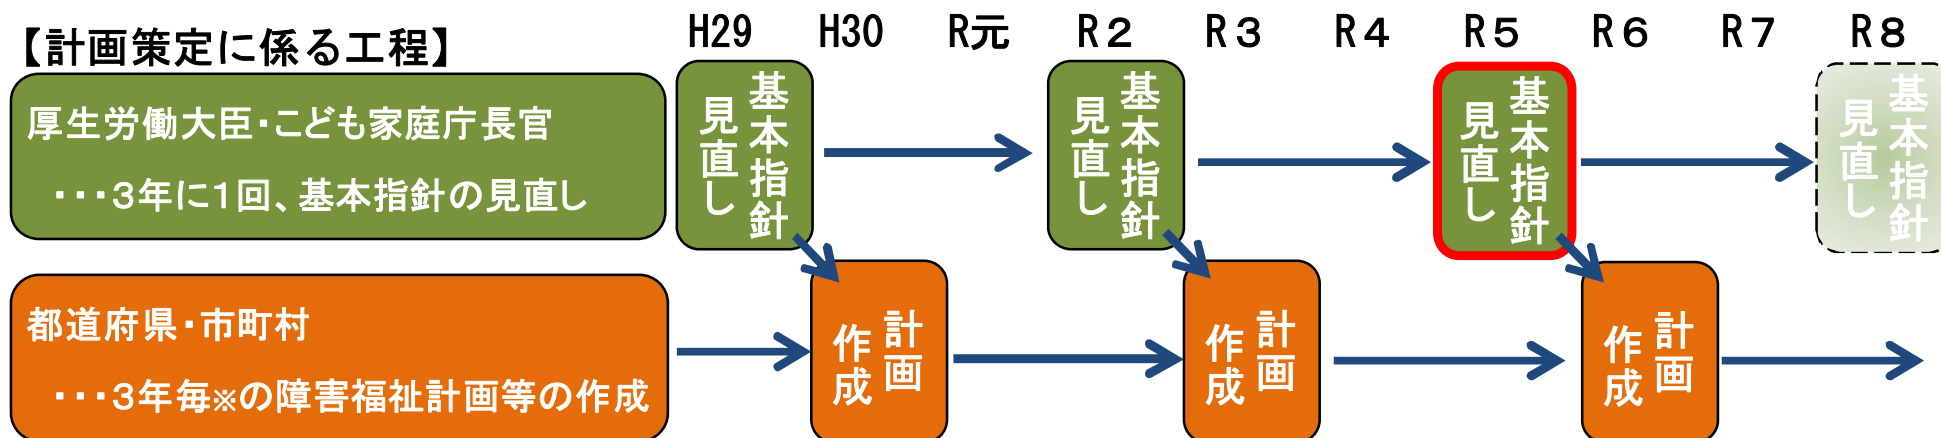 【計画策定に係る工程】
H29 H30 R元 R２ R３ R４ R５ R６ R７ R８
厚生労働大臣・こども家庭庁長官
・・・３年に１回、基本指針の見直し
基本指針
見直し
基本指針
見直し
基本指針
見直し
基本指針
見直し
都道府県・市町村
・・・３年毎※の障害福祉計画等の作成
計画
作成
計画
作成
計画
作成